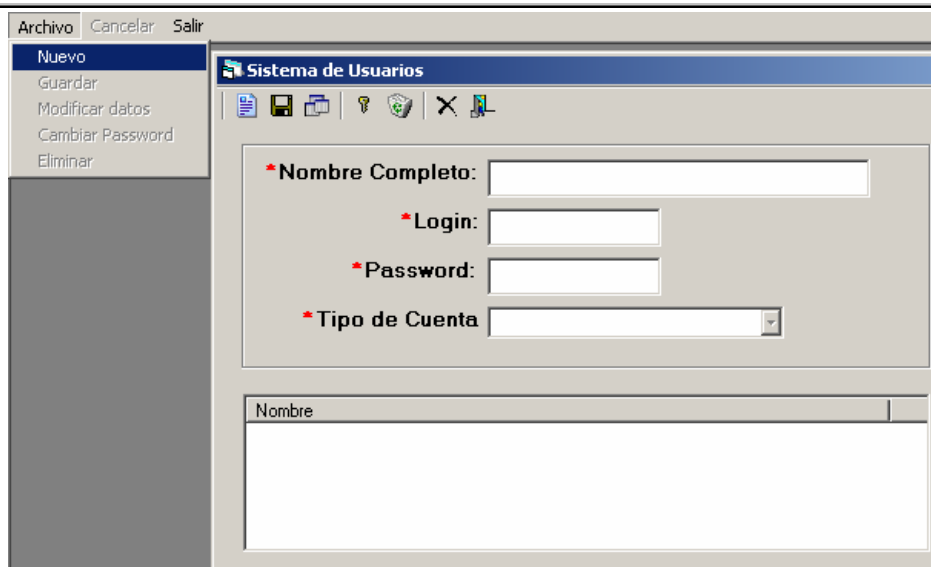 Archivo Cancelar Salir
Nuevo
Guardar
Modificar datos
Cambiar Password
Eliminar
Sistema de Usuarios
*Nombre Completo:
*Login:
*Password:
*Tipo de Cuenta
Nombre